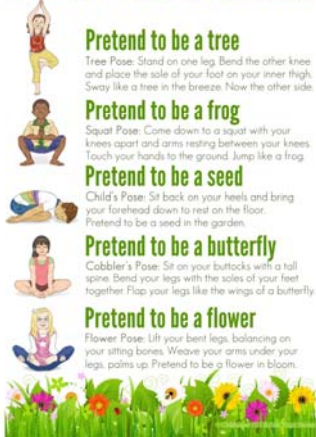 Pretend to be a tree
Tree Pose: Stand on one leg. Bend the other knee
and place the sole of your foot on your inner thigh.
Sway like a tree in the breeze. Now the other side.
Pretend to be a frog
Squat Pose: Come down to a squat with your
knees apart and arms resting between your knees.
Touch your hands to the ground. Jump like a frog.
Pretend to be a seed
Child's Pose: Sit back on your heels and bring
your forehead down to rest on the floor.
Pretend to be a seed in the garden.
Pretend to be a butterfly
Cobbler's Pose: Sit on your buttocks with a tall
spine. Bend your legs with the soles of your feet
together. Flap your legs like the wings of a butterfly.
Pretend to be a flower
Flower Pose: Lift your bent legs, balancing on
your sitting bones. Weave your arms under your
legs, palms up. Pretend to be a flower in bloom.